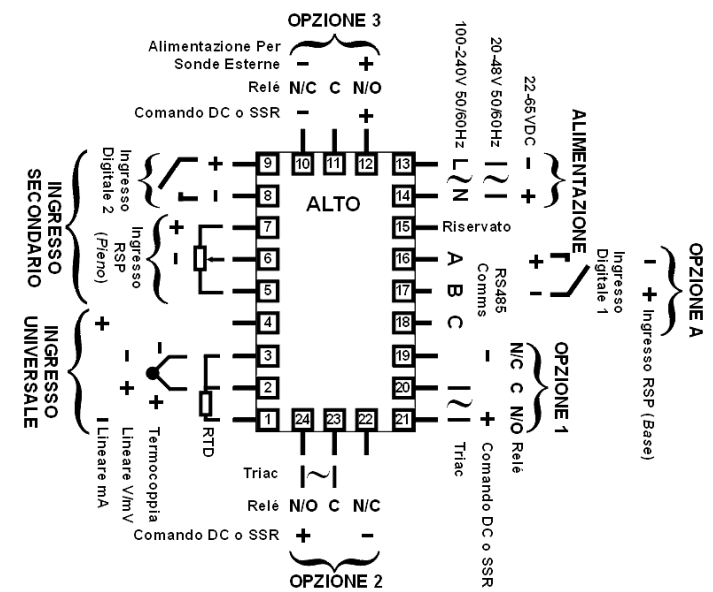 OPZIONE 3
Alimentazione Per
Sonde Esterne − +
Relé N/C C N/O
Comando DC o SSR − +
100-240V 50/60Hz
20-48V 50/60Hz
22-65VDC
ALIMENTAZIONE
L
N
− +
9 10 11 12 13
8 14
7 15
6 16
5 17
4 18
3 19
2 20
1 24 23 22 21
ALTO
INGRESSO
SECONDARIO
Ingresso
Digitale 2
+ −
Ingresso
RSP
(Pieno)
+ −
INGRESSO
UNIVERSALE
+ − Lineare mA
− + Lineare V/mV
− + Termocoppia
RTD
Riservato
A B C
RS485
Comms
+ −
Ingresso
Digitale 1
− + Ingresso RSP (Base)
OPZIONE A
OPZIONE 1
N/C C N/O Relé
− + Comando DC o SSR
Triac
Triac
Relé N/O C N/C
Comando DC o SSR + −
OPZIONE 2